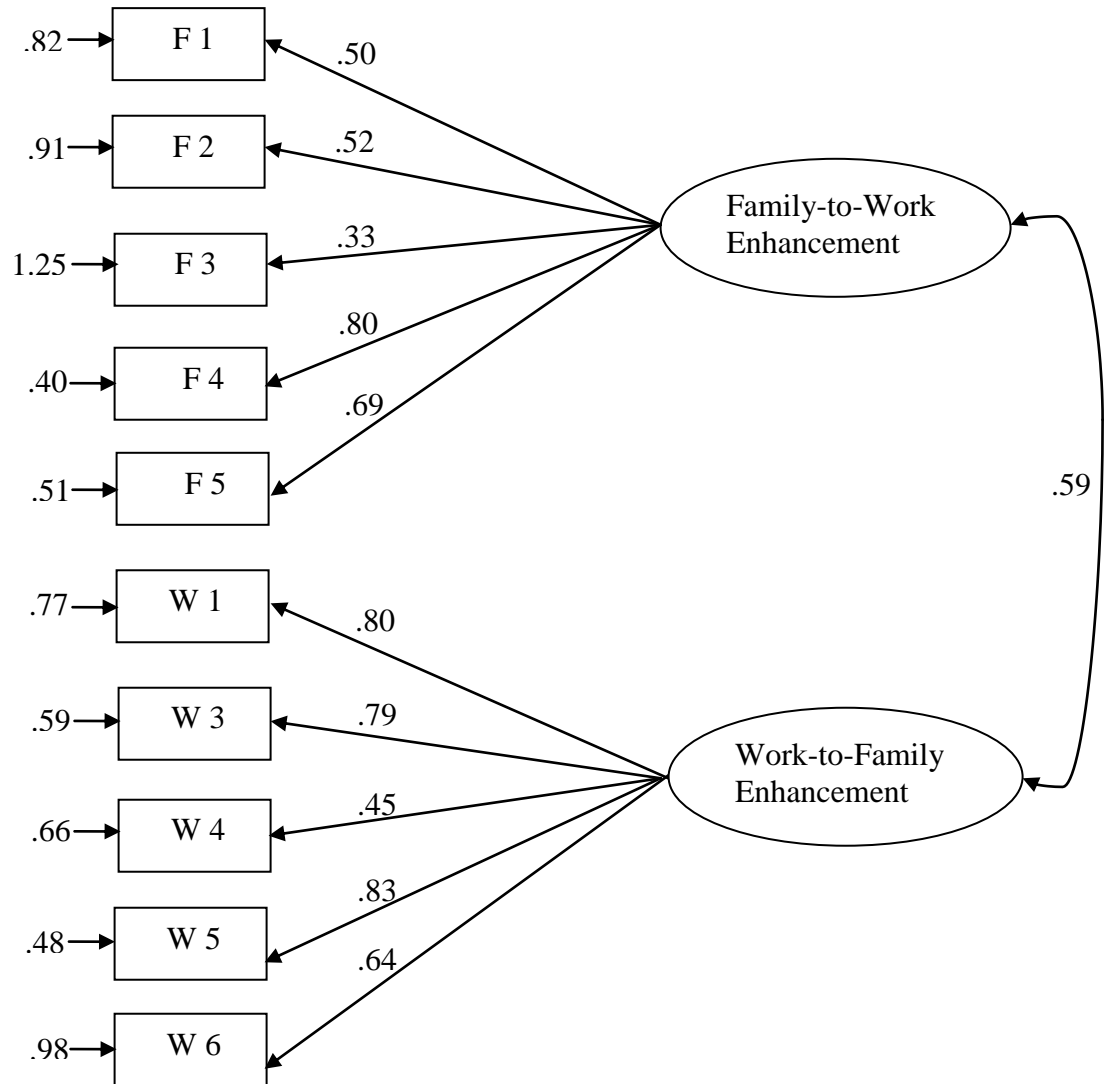 .82
F 1
.50
.91
F 2
.52
Family-to-Work
Enhancement
1.25
F 3
.33
.40
F 4
.80
.51
F 5
.69
.59
.77
W 1
.80
.59
W 3
.79
Work-to-Family
Enhancement
.66
W 4
.45
.48
W 5
.83
.98
W 6
.64